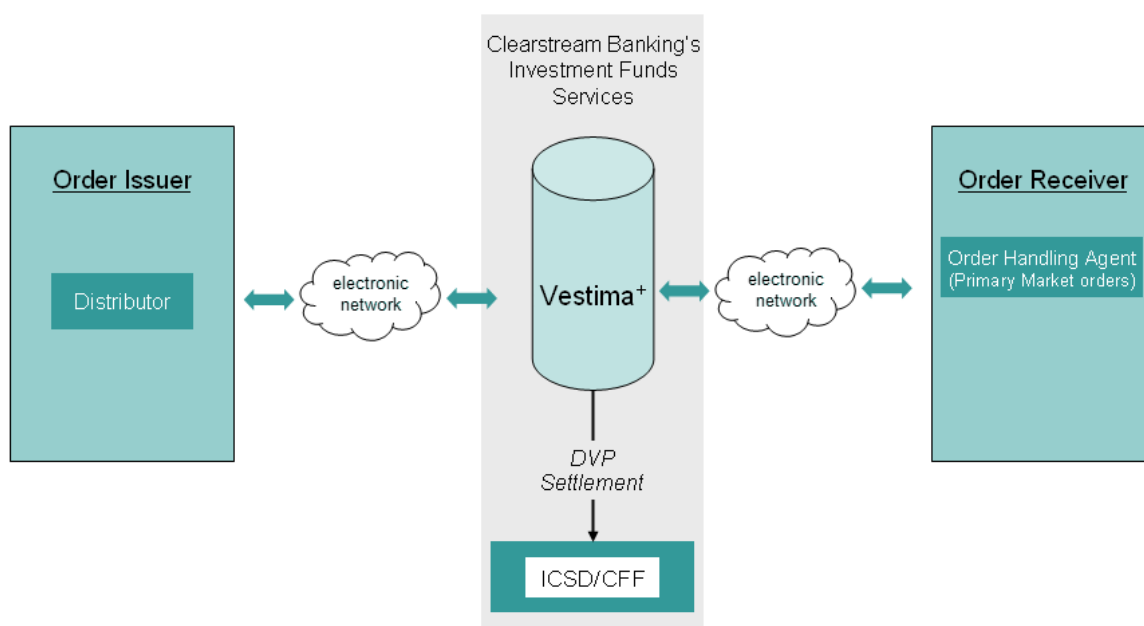 Clearstream Banking's
Investment Funds
Services
Order Issuer
Distributor
electronic
network
Vestima+
electronic
network
Order Receiver
Order Handling Agent
(Primary Market orders)
DVP
Settlement
ICSD/CFF